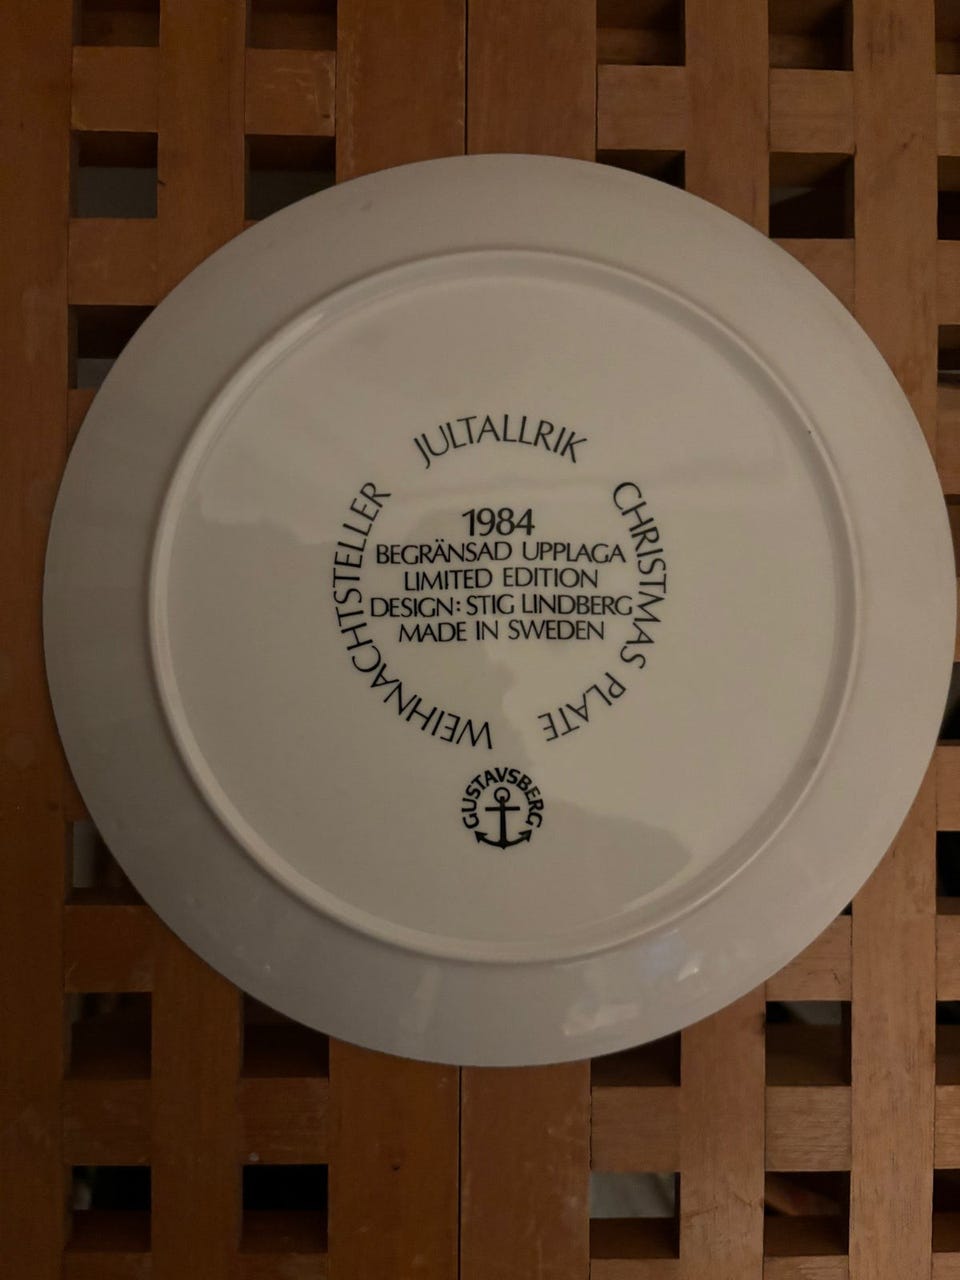 JULTALLRIK
CHRISTMAS PLATE
WEIHNACHTSTELLER
1984
BEGRÄNSAD UPPLAGA
LIMITED EDITION
DESIGN: STIG LINDBERG
MADE IN SWEDEN
GUSTAVSBERG